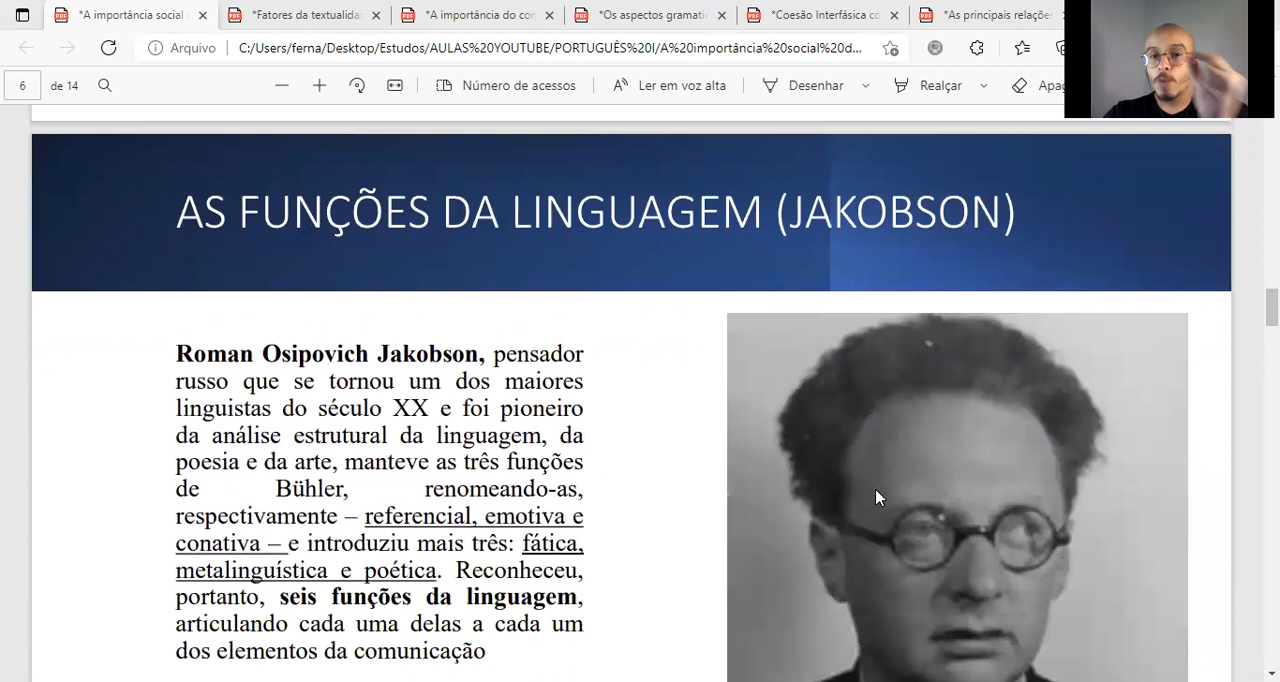 *A importância social
*Fatores da textualida
*A importância do con
*Os aspectos gramati
*Coesão Interfásica co
*As principais relaçõe
Arquivo
C:/Users/ferna/Desktop/Estudos/AULAS%20YOUTUBE/PORTUGUÊS%20I/A%20importância%20social%20d...
6 de 14
Número de acessos
Ler em voz alta
Desenhar
Realçar
Apag
AS FUNÇÕES DA LINGUAGEM (JAKOBSON)
Roman Osipovich Jakobson, pensador
russo que se tornou um dos maiores
linguistas do século XX e foi pioneiro
da análise estrutural da linguagem, da
poesia e da arte, manteve as três funções
de Bühler, renomeando-as,
respectivamente – referencial, emotiva e
conativa – e introduziu mais três: fática,
metalinguística e poética. Reconheceu,
portanto, seis funções da linguagem,
articulando cada uma delas a cada um
dos elementos da comunicação